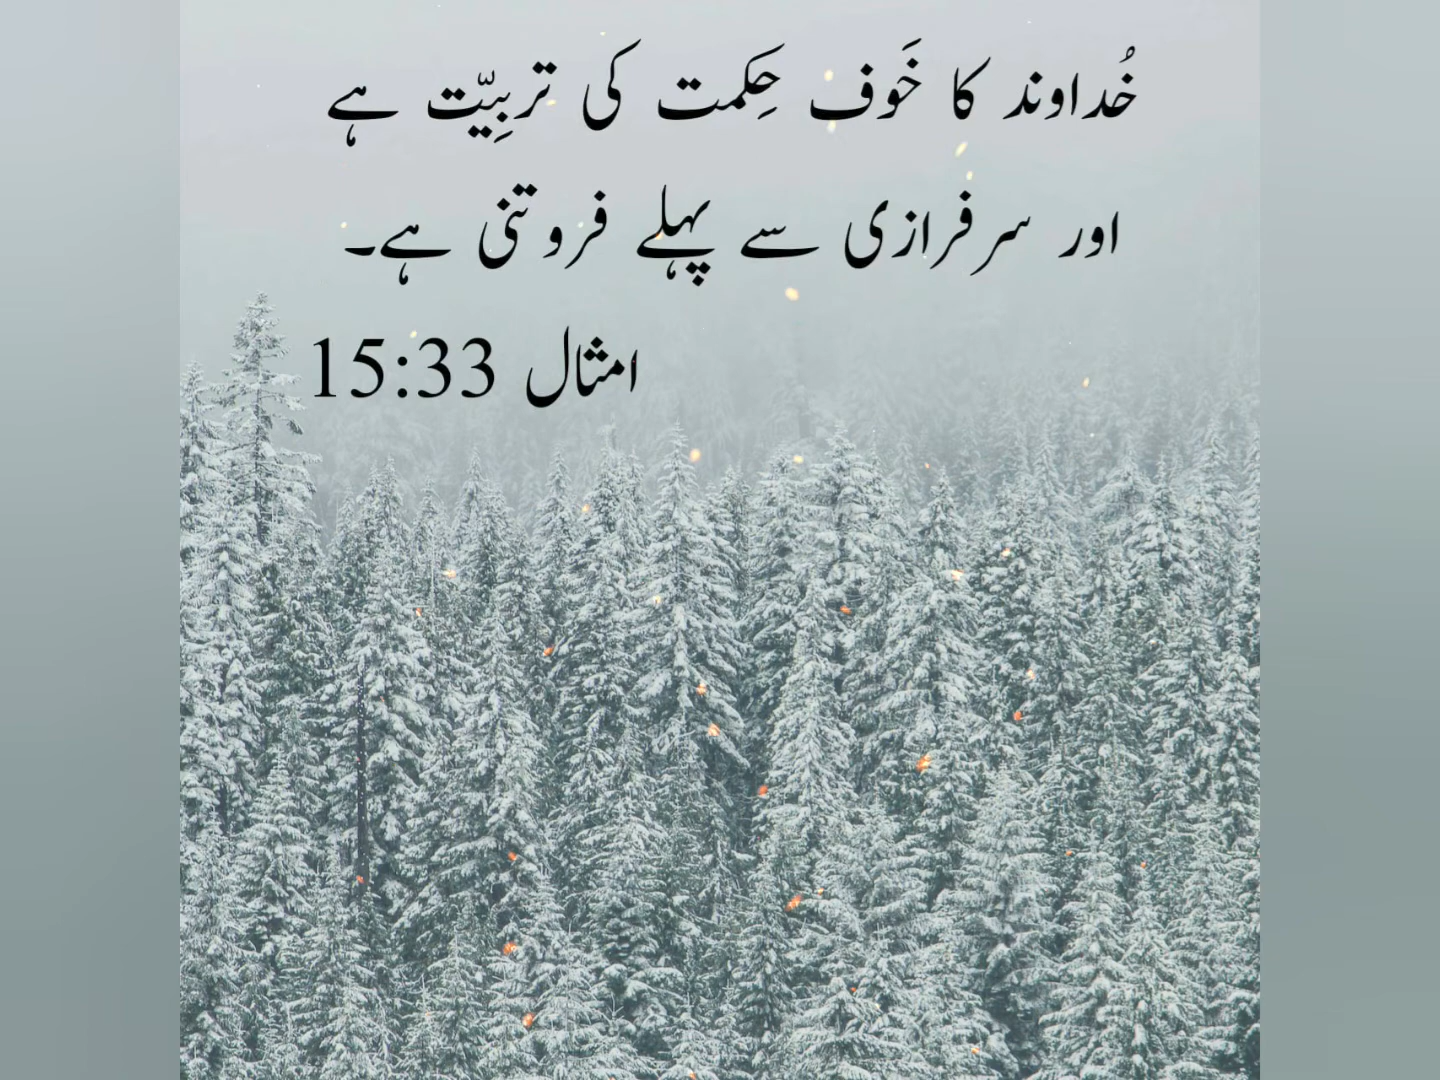 خُداوند کا خَوف حِکمت کی تربِیّت ہے
اور سرفرازی سے پہلے فروتنی ہے۔
امثال 15:33